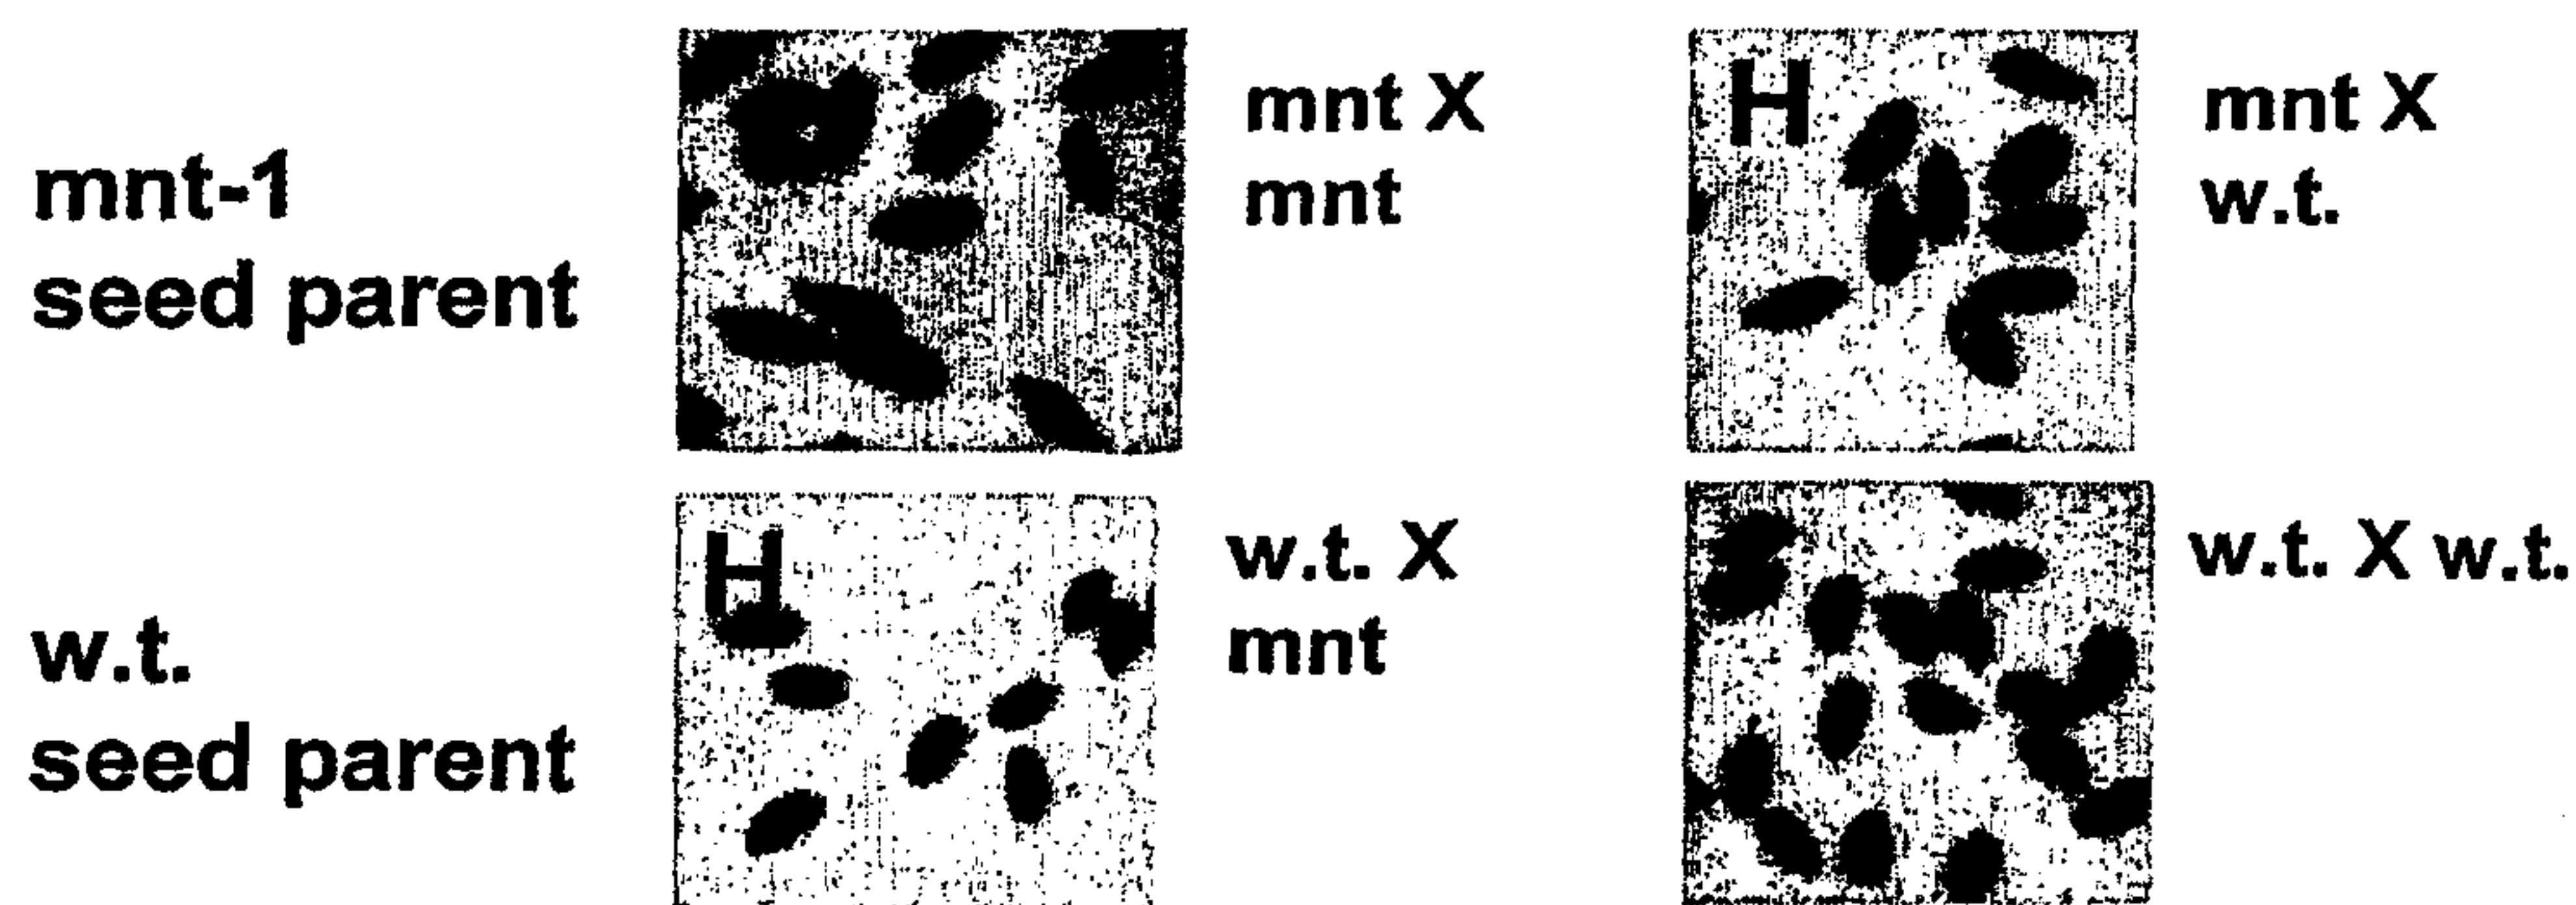 mnt-1
seed parent
mnt X
mnt
H
mnt X
w.t.
w.t.
seed parent
H
w.t. X
mnt
w.t. X w.t.